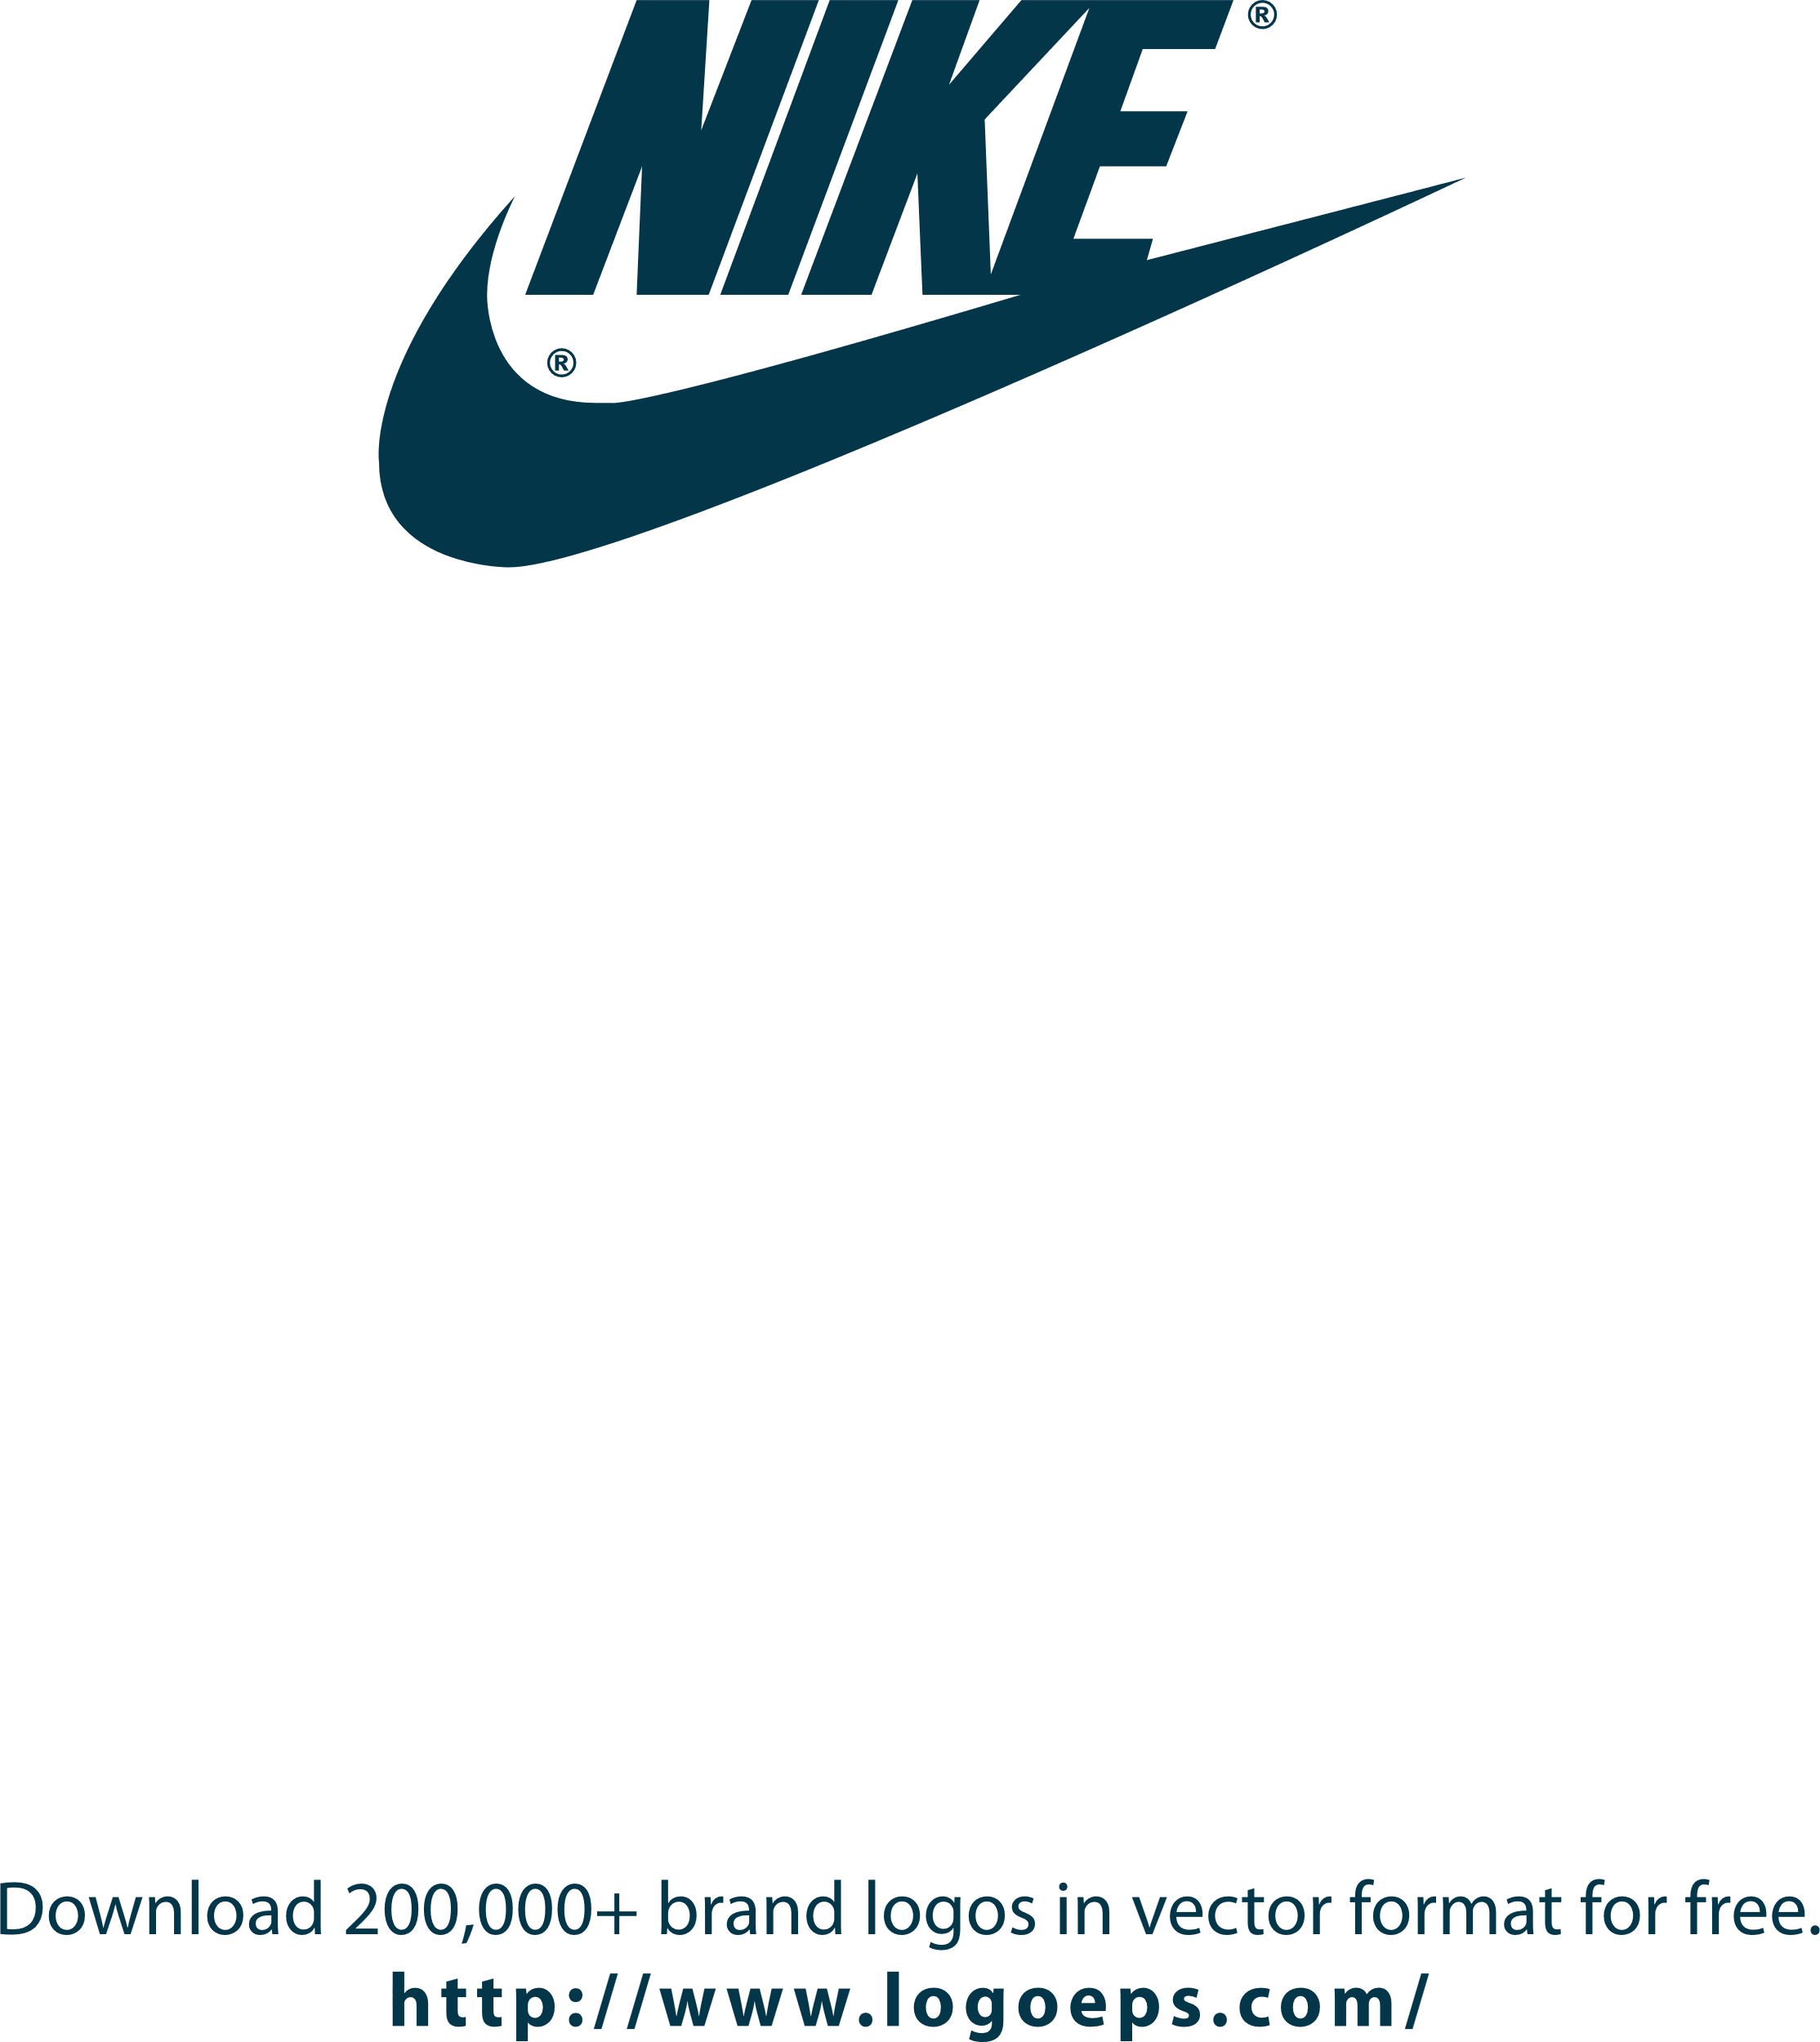 NIKE®
®
Download 200,000+ brand logos in vector format for free.
http://www.logoeps.com/